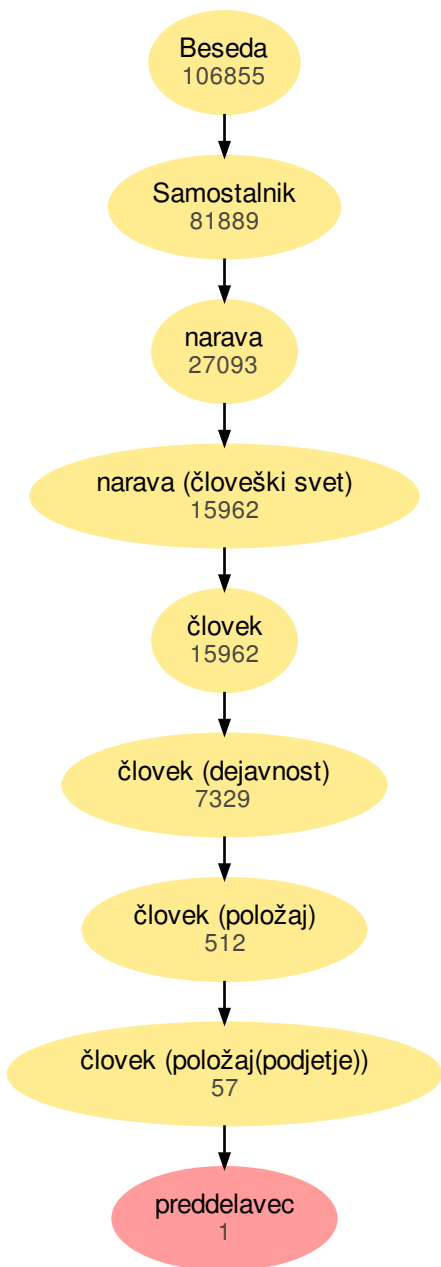 Beseda
106855
Samostalnik
81889
narava
27093
narava (človeški svet)
15962
človek
15962
človek (dejavnost)
7329
človek (položaj)
512
človek (položaj(podjetje))
57
preddelavec
1